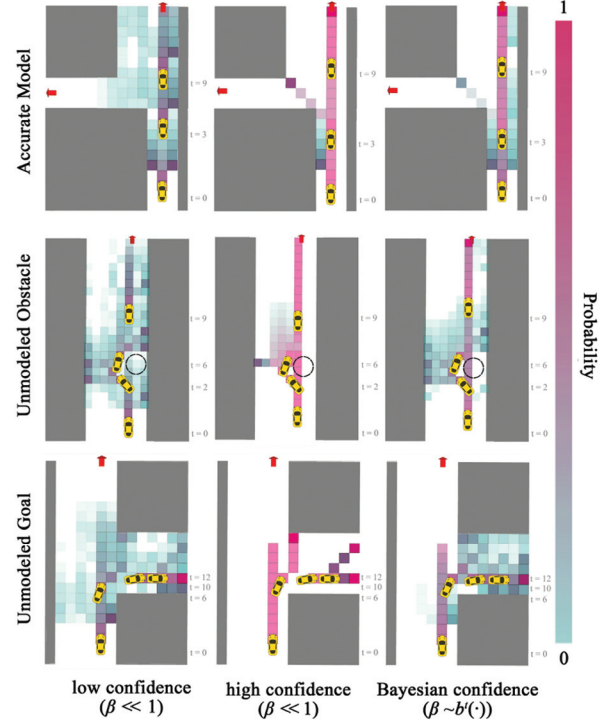 1
Accurate Model
t = 9
t = 3
t = 0
t = 9
t = 3
t = 0
t = 9
t = 3
t = 0
Unmodeled Obstacle
t = 9
t = 6
t = 2
t = 0
t = 9
t = 6
t = 2
t = 0
t = 9
t = 6
t = 2
t = 0
Probability
Unmodeled Goal
t = 12
t = 10
t = 6
t = 0
t = 12
t = 10
t = 6
t = 0
t = 12
t = 10
t = 6
t = 0
0
low confidence
(β ≪ 1)
high confidence
(β ≪ 1)
Bayesian confidence
(β ~bᵗ(·))